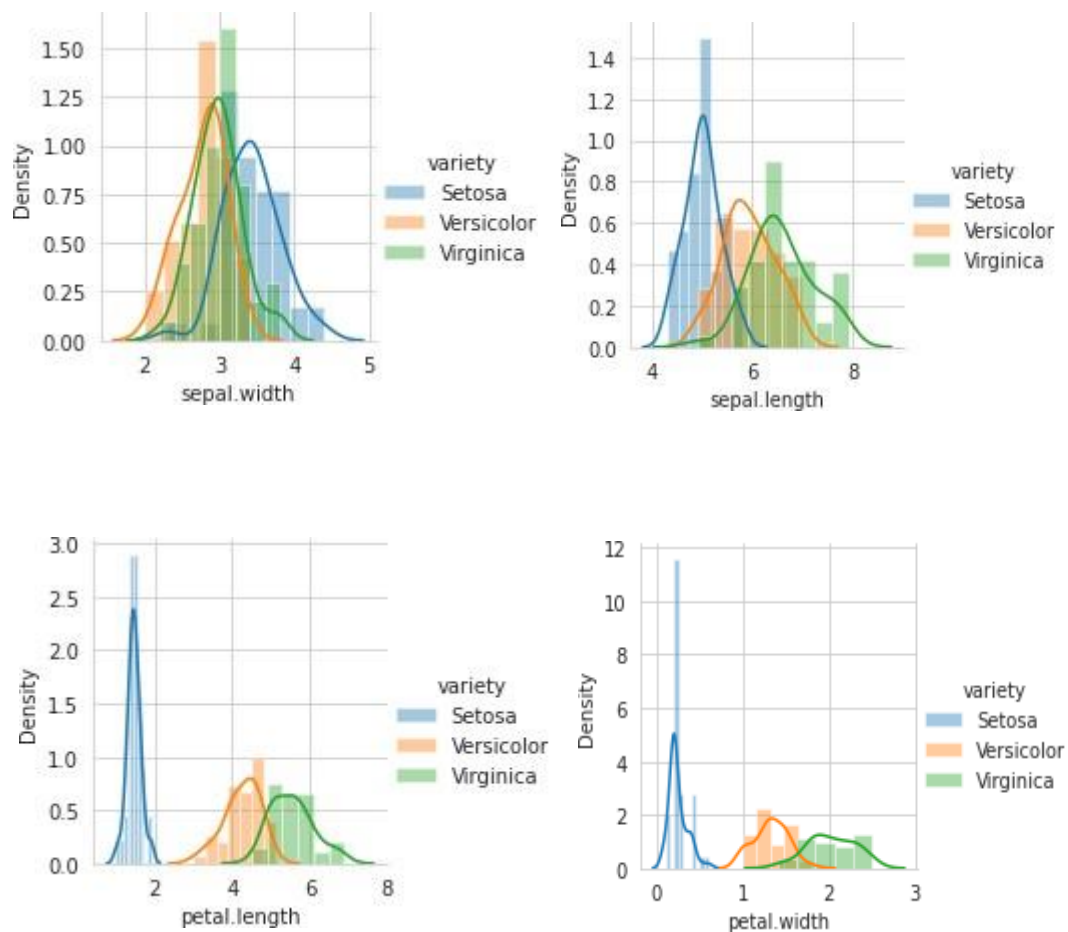 1.50
1.25
1.00
0.75
0.50
0.25
0.00
Density
2 3 4 5
sepal.width
variety
Setosa
Versicolor
Virginica
1.4
1.2
1.0
0.8
0.6
0.4
0.2
0.0
Density
4 6 8
sepal.length
variety
Setosa
Versicolor
Virginica
3.0
2.5
2.0
1.5
1.0
0.5
0.0
Density
2 4 6 8
petal.length
variety
Setosa
Versicolor
Virginica
12
10
8
6
4
2
0
Density
0 1 2 3
petal.width
variety
Setosa
Versicolor
Virginica